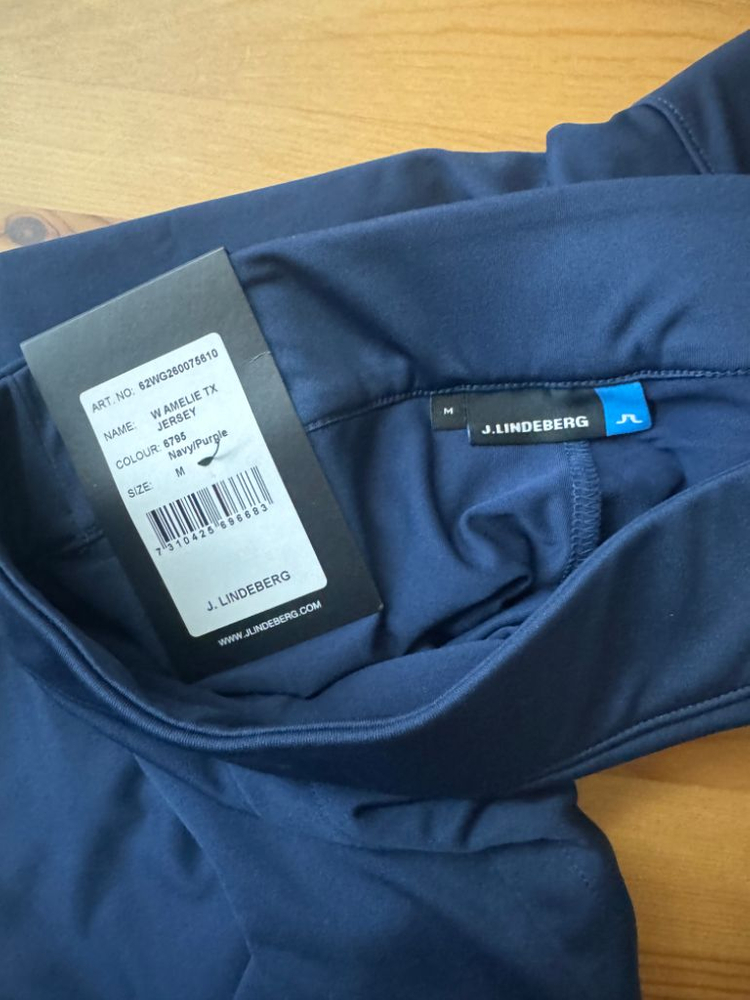 ART. NO: 62WG260075610
NAME: W AMELIE TX
JERSEY
COLOUR: 6795
Navy/Purple
SIZE: M
7 310425 696683
J. LINDEBERG
WWW.JLINDEBERG.COM
M
J.LINDEBERG